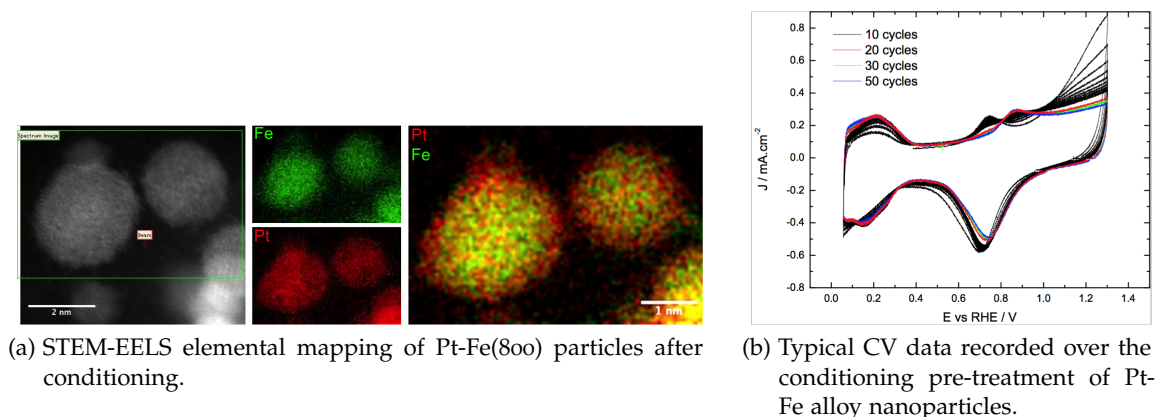 Spectrum Image
Beam
2 nm
Fe
Pt
Pt
Fe
1 nm
(a) STEM-EELS elemental mapping of Pt-Fe(800) particles after
conditioning.
J / mA.cm⁻²
0.8
0.6
0.4
0.2
0.0
-0.2
-0.4
-0.6
-0.8
10 cycles
20 cycles
30 cycles
50 cycles
0.0 0.2 0.4 0.6 0.8 1.0 1.2 1.4
E vs RHE / V
(b) Typical CV data recorded over the
conditioning pre-treatment of Pt-
Fe alloy nanoparticles.